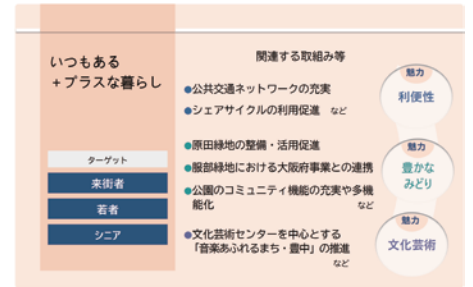 いつもある
+プラスな暮らし
ターゲット
来街者
若者
シニア
関連する取組み等
●公共交通ネットワークの充実
●シェアサイクルの利用促進 など
●原田緑地の整備・活用促進
●服部緑地における大阪府事業との連携
●公園のコミュニティ機能の充実や多機
能化 など
●文化芸術センターを中心とする
「音楽あふれるまち・豊中」の推進
など
魅力
利便性
魅力
豊かな
みどり
魅力
文化芸術